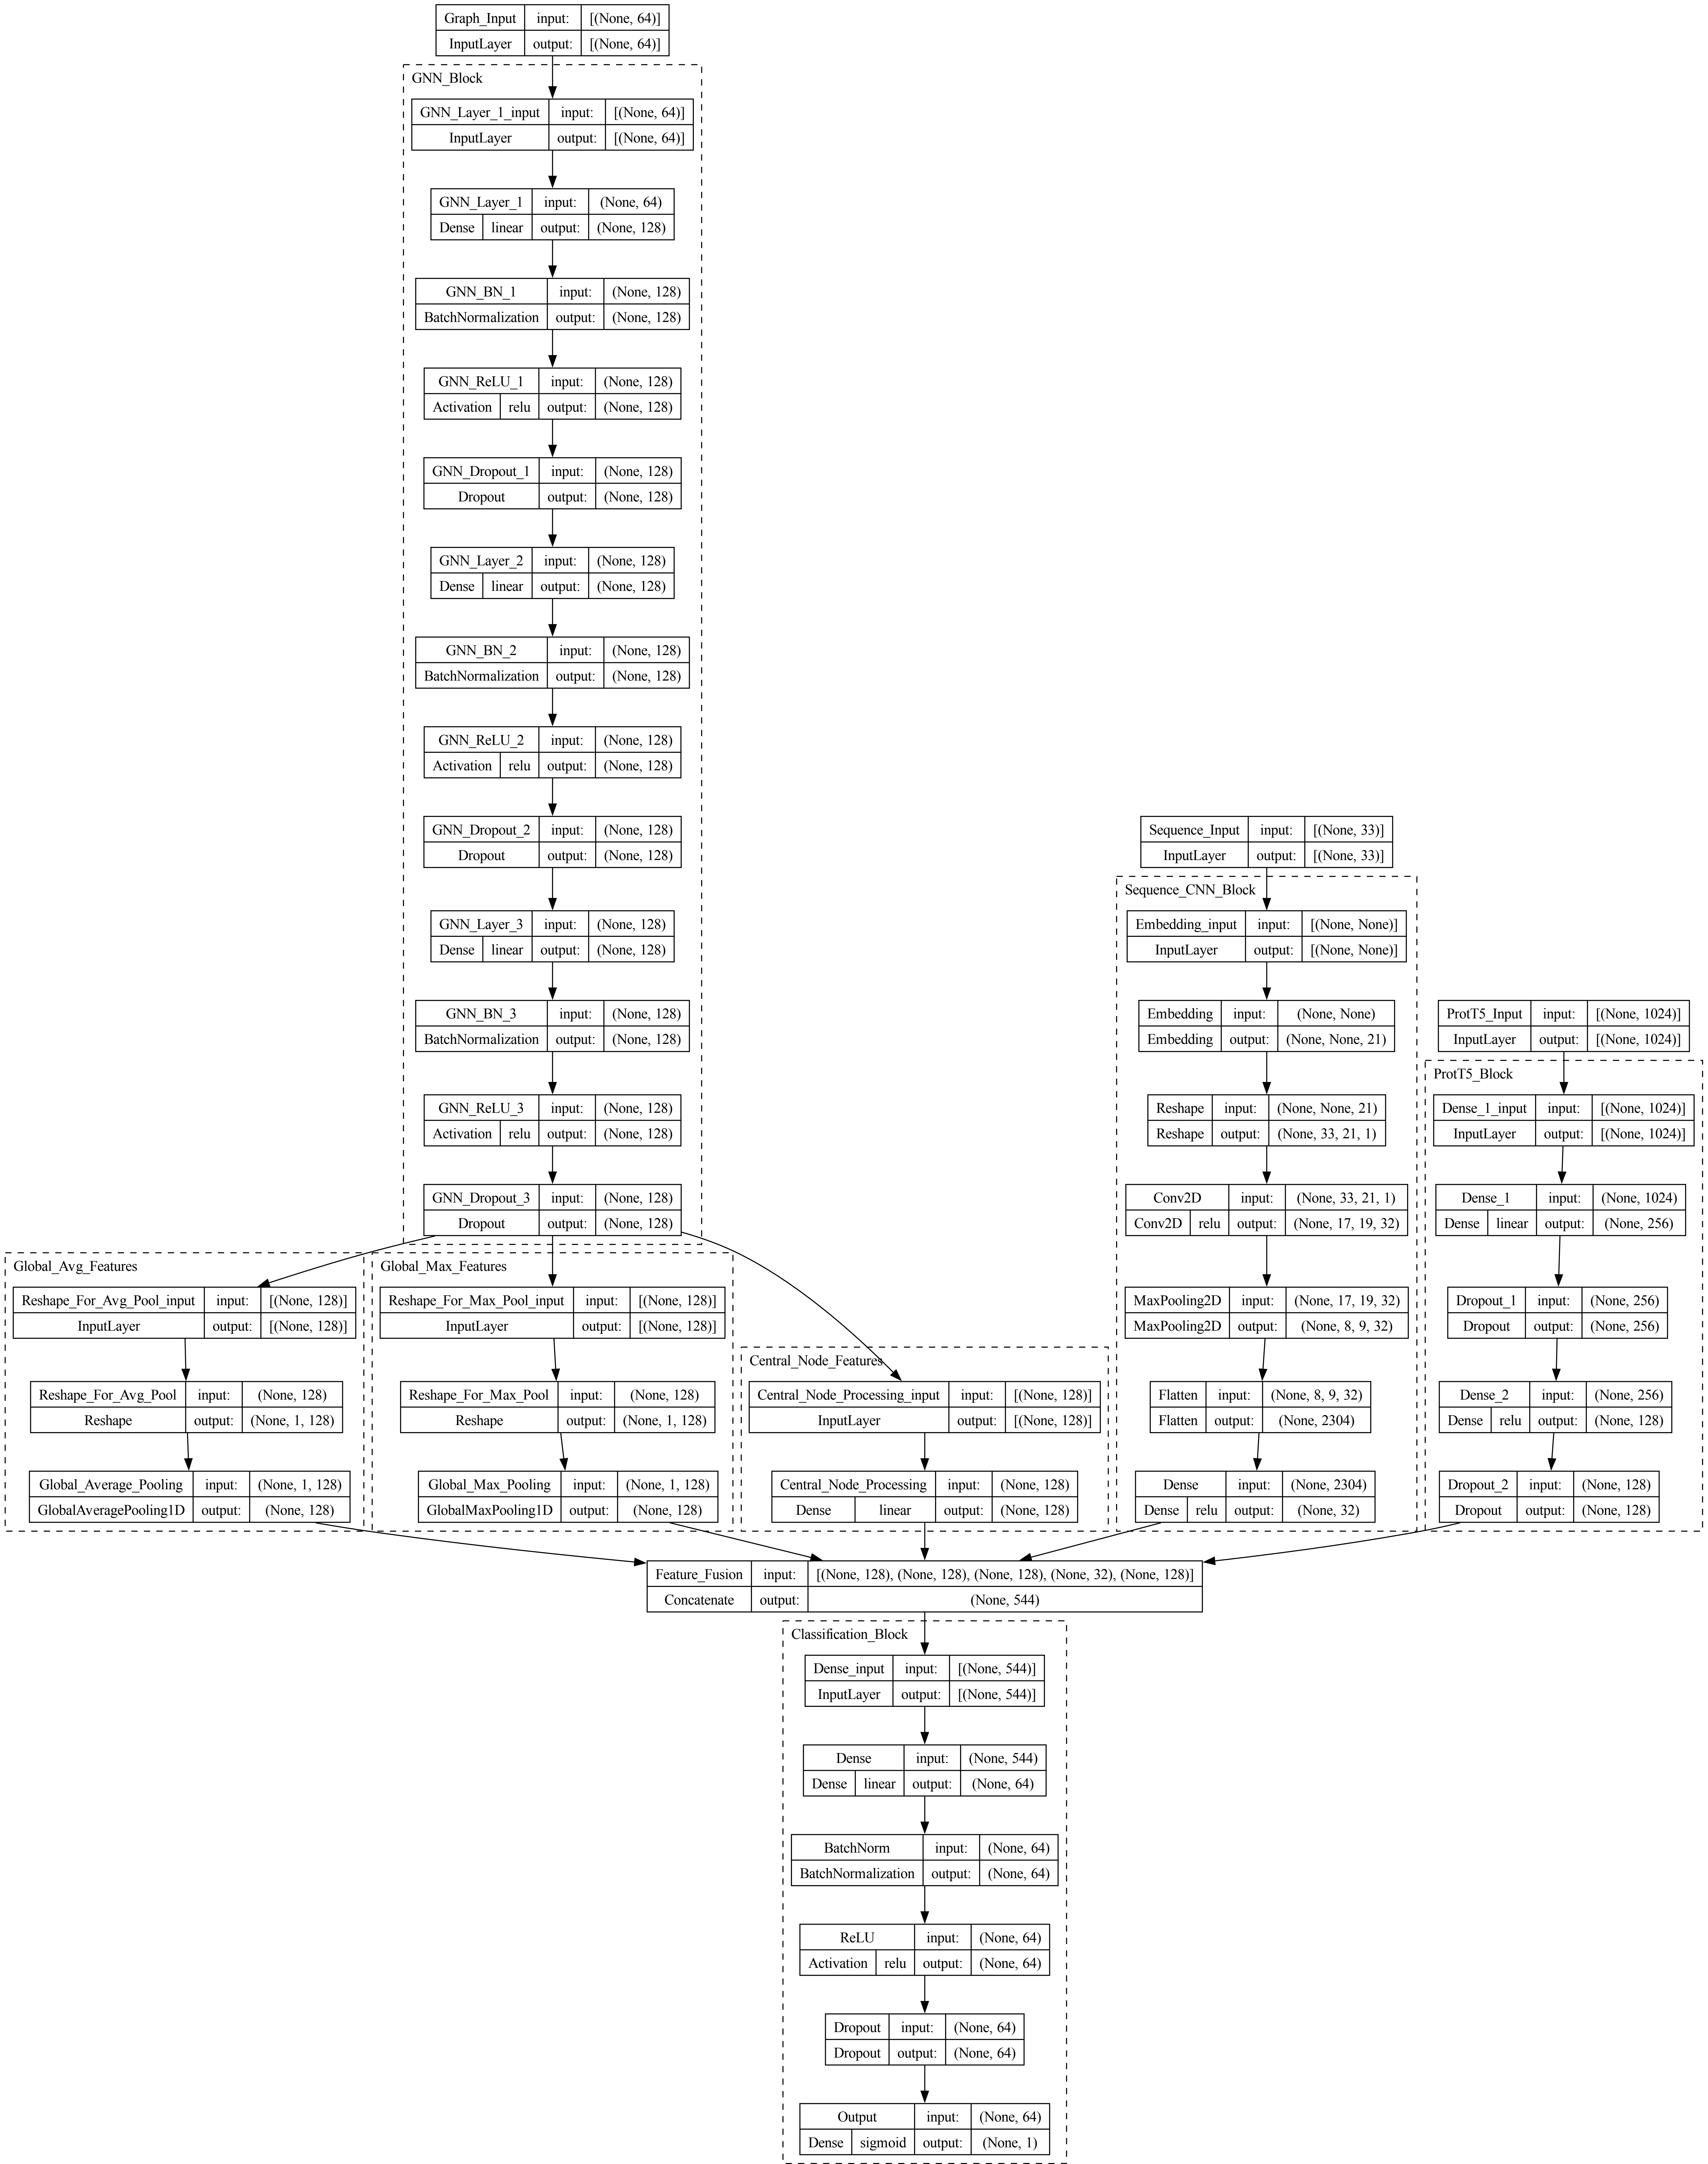 Graph_Input input: [(None, 64)]
InputLayer output: [(None, 64)]
GNN_Block
GNN_Layer_1_input input: [(None, 64)]
InputLayer output: [(None, 64)]
GNN_Layer_1 input: (None, 64)
Dense linear output: (None, 128)
GNN_BN_1 input: (None, 128)
BatchNormalization output: (None, 128)
GNN_ReLU_1 input: (None, 128)
Activation relu output: (None, 128)
GNN_Dropout_1 input: (None, 128)
Dropout output: (None, 128)
GNN_Layer_2 input: (None, 128)
Dense linear output: (None, 128)
GNN_BN_2 input: (None, 128)
BatchNormalization output: (None, 128)
GNN_ReLU_2 input: (None, 128)
Activation relu output: (None, 128)
GNN_Dropout_2 input: (None, 128)
Dropout output: (None, 128)
GNN_Layer_3 input: (None, 128)
Dense linear output: (None, 128)
GNN_BN_3 input: (None, 128)
BatchNormalization output: (None, 128)
GNN_ReLU_3 input: (None, 128)
Activation relu output: (None, 128)
GNN_Dropout_3 input: (None, 128)
Dropout output: (None, 128)
Global_Avg_Features
Reshape_For_Avg_Pool_input input: [(None, 128)]
InputLayer output: [(None, 128)]
Reshape_For_Avg_Pool input: (None, 128)
Reshape output: (None, 1, 128)
Global_Average_Pooling input: (None, 1, 128)
GlobalAveragePooling1D output: (None, 128)
Global_Max_Features
Reshape_For_Max_Pool_input input: [(None, 128)]
InputLayer output: [(None, 128)]
Reshape_For_Max_Pool input: (None, 128)
Reshape output: (None, 1, 128)
Global_Max_Pooling input: (None, 1, 128)
GlobalMaxPooling1D output: (None, 128)
Central_Node_Features
Central_Node_Processing_input input: [(None, 128)]
InputLayer output: [(None, 128)]
Central_Node_Processing input: (None, 128)
Dense linear output: (None, 128)
Sequence_Input input: [(None, 33)]
InputLayer output: [(None, 33)]
Sequence_CNN_Block
Embedding_input input: [(None, None)]
InputLayer output: [(None, None)]
Embedding input: (None, None)
Embedding output: (None, None, 21)
Reshape input: (None, None, 21)
Reshape output: (None, 33, 21, 1)
Conv2D input: (None, 33, 21, 1)
Conv2D relu output: (None, 17, 19, 32)
MaxPooling2D input: (None, 17, 19, 32)
MaxPooling2D output: (None, 8, 9, 32)
Flatten input: (None, 8, 9, 32)
Flatten output: (None, 2304)
Dense input: (None, 2304)
Dense relu output: (None, 32)
ProtT5_Input input: [(None, 1024)]
InputLayer output: [(None, 1024)]
ProtT5_Block
Dense_1_input input: [(None, 1024)]
InputLayer output: [(None, 1024)]
Dense_1 input: (None, 1024)
Dense linear output: (None, 256)
Dropout_1 input: (None, 256)
Dropout output: (None, 256)
Dense_2 input: (None, 256)
Dense relu output: (None, 128)
Dropout_2 input: (None, 128)
Dropout output: (None, 128)
Feature_Fusion input: [(None, 128), (None, 128), (None, 128), (None, 32), (None, 128)]
Concatenate output: (None, 544)
Classification_Block
Dense_input input: [(None, 544)]
InputLayer output: [(None, 544)]
Dense input: (None, 544)
Dense linear output: (None, 64)
BatchNorm input: (None, 64)
BatchNormalization output: (None, 64)
ReLU input: (None, 64)
Activation relu output: (None, 64)
Dropout input: (None, 64)
Dropout output: (None, 64)
Output input: (None, 64)
Dense sigmoid output: (None, 1)